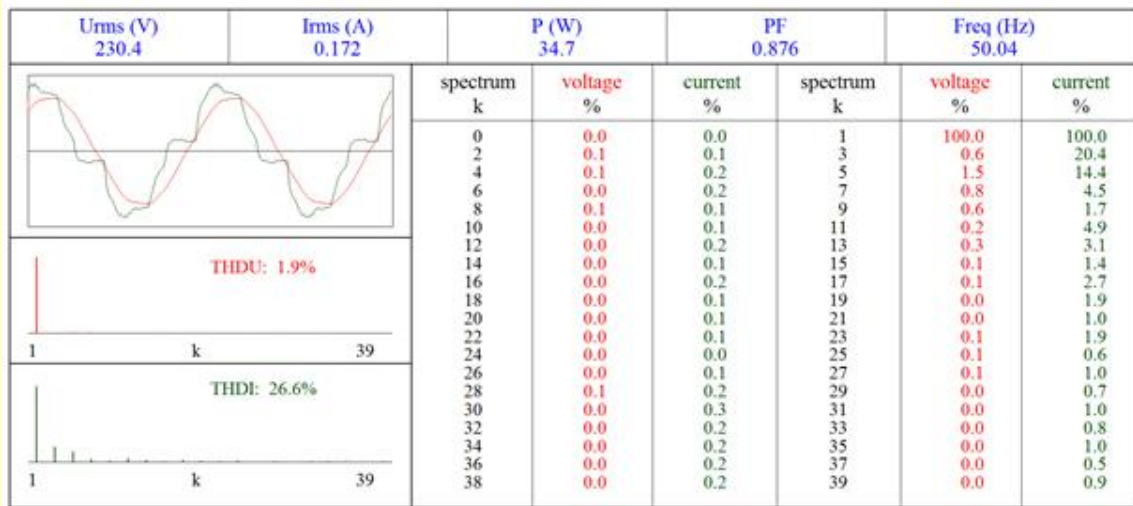 Urms (V) Irms (A) P (W) PF Freq (Hz)
230.4 0.172 34.7 0.876 50.04
THDU: 1.9%
1 k 39
THDI: 26.6%
1 k 39
spectrum voltage current spectrum voltage current
k % % k % %
0 0.0 0.0 1 100.0 100.0
2 0.1 0.1 3 0.6 20.4
4 0.1 0.2 5 1.5 14.4
6 0.0 0.2 7 0.8 4.5
8 0.1 0.1 9 0.6 1.7
10 0.0 0.1 11 0.2 4.9
12 0.0 0.2 13 0.3 3.1
14 0.0 0.1 15 0.1 1.4
16 0.0 0.2 17 0.1 2.7
18 0.0 0.1 19 0.0 1.9
20 0.0 0.1 21 0.0 1.0
22 0.0 0.1 23 0.1 1.9
24 0.0 0.0 25 0.1 0.6
26 0.0 0.1 27 0.1 1.0
28 0.1 0.2 29 0.0 0.7
30 0.0 0.3 31 0.0 1.0
32 0.0 0.2 33 0.0 0.8
34 0.0 0.2 35 0.0 1.0
36 0.0 0.2 37 0.0 0.5
38 0.0 0.2 39 0.0 0.9